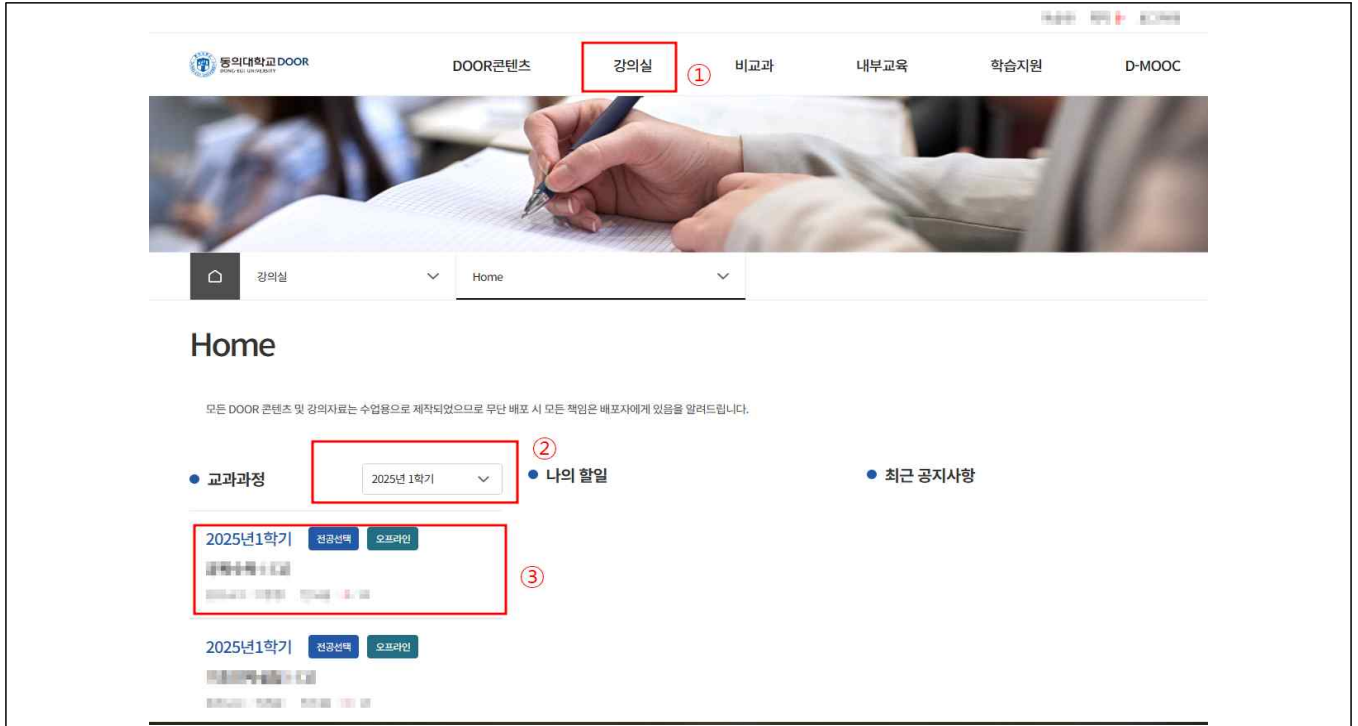 동의대학교 DOOR
DONG-EUI UNIVERSITY
DOOR콘텐츠 강의실 ① 비교과 내부교육 학습지원 D-MOOC
강의실 Home
Home
모든 DOOR 콘텐츠 및 강의자료는 수업용으로 제작되었으므로 무단 배포 시 모든 책임은 배포자에게 있음을 알려드립니다.
②
교과과정 2025년 1학기 나의 할일 최근 공지사항
2025년1학기 전공선택 오프라인
③
2025년1학기 전공선택 오프라인